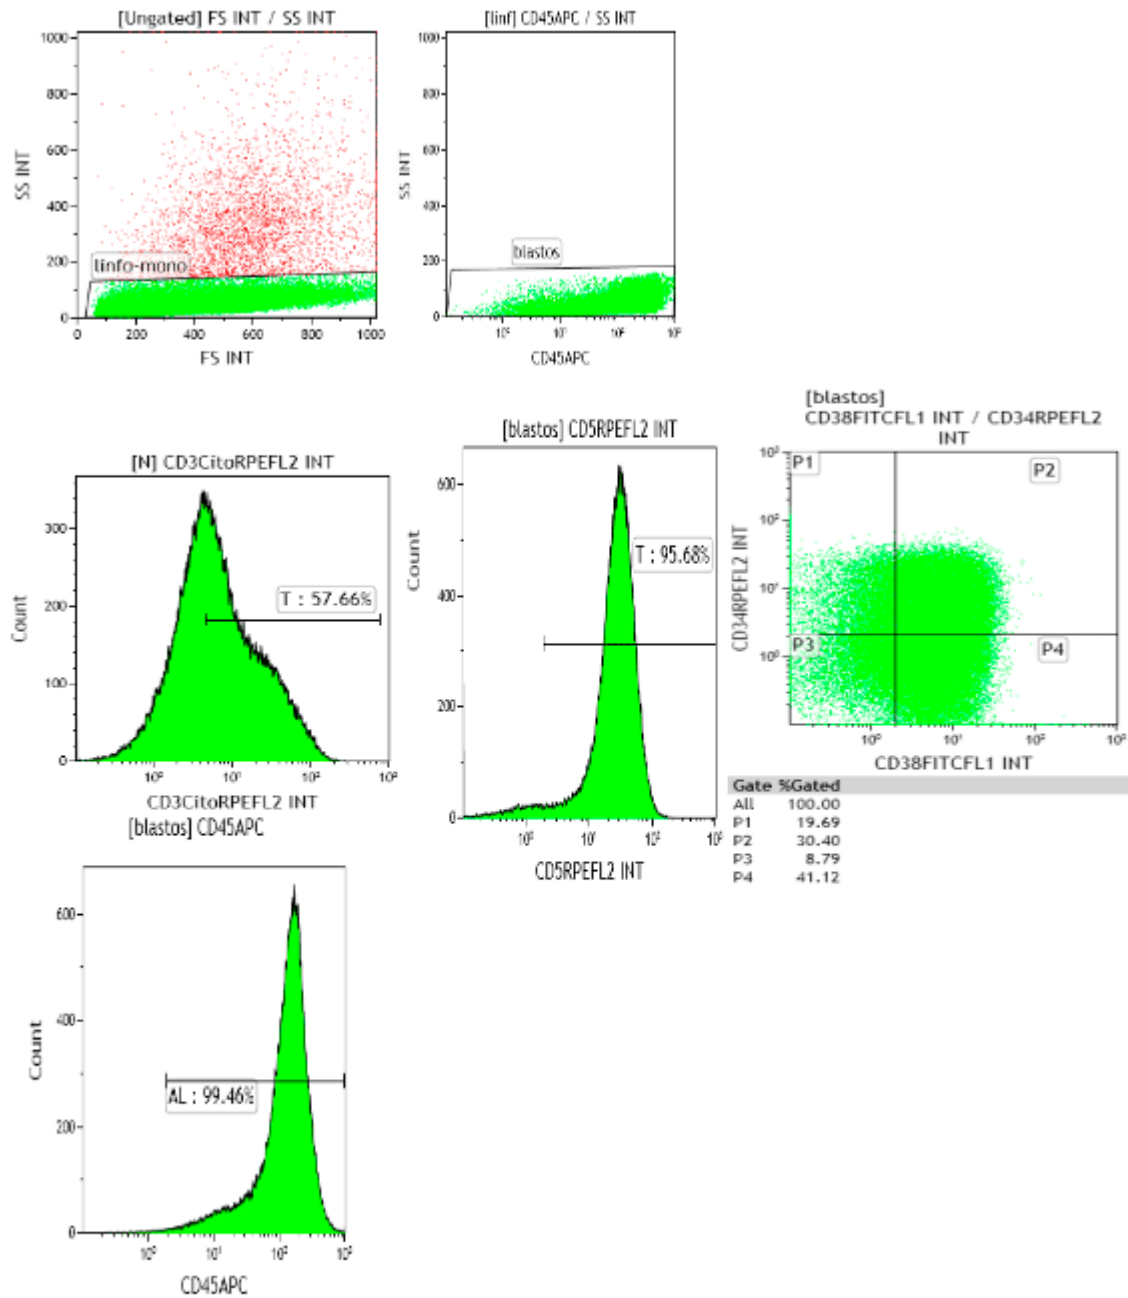 [Ungated] FS INT / SS INT
1000
800
600
400
200
0
SS INT
linfo-mono
0 200 400 600 800 1000
FS INT
[linf] CD45APC / SS INT
1000
800
600
400
200
0
SS INT
blastos
CD45APC
[N] CD3CitoRPEFL2 INT
300
200
100
0
Count
T : 57.66%
CD3CitoRPEFL2 INT
[blastos] CD5RPEFL2 INT
600
400
200
0
Count
T : 95.68%
CD5RPEFL2 INT
[blastos]
CD38FITCFL1 INT / CD34RPEFL2
INT
P1 P2
P3 P4
CD34RPEFL2 INT
CD38FITCFL1 INT
Gate %Gated
All 100.00
P1 19.69
P2 30.40
P3 8.79
P4 41.12
[blastos] CD45APC
600
400
200
0
Count
AL : 99.46%
CD45APC